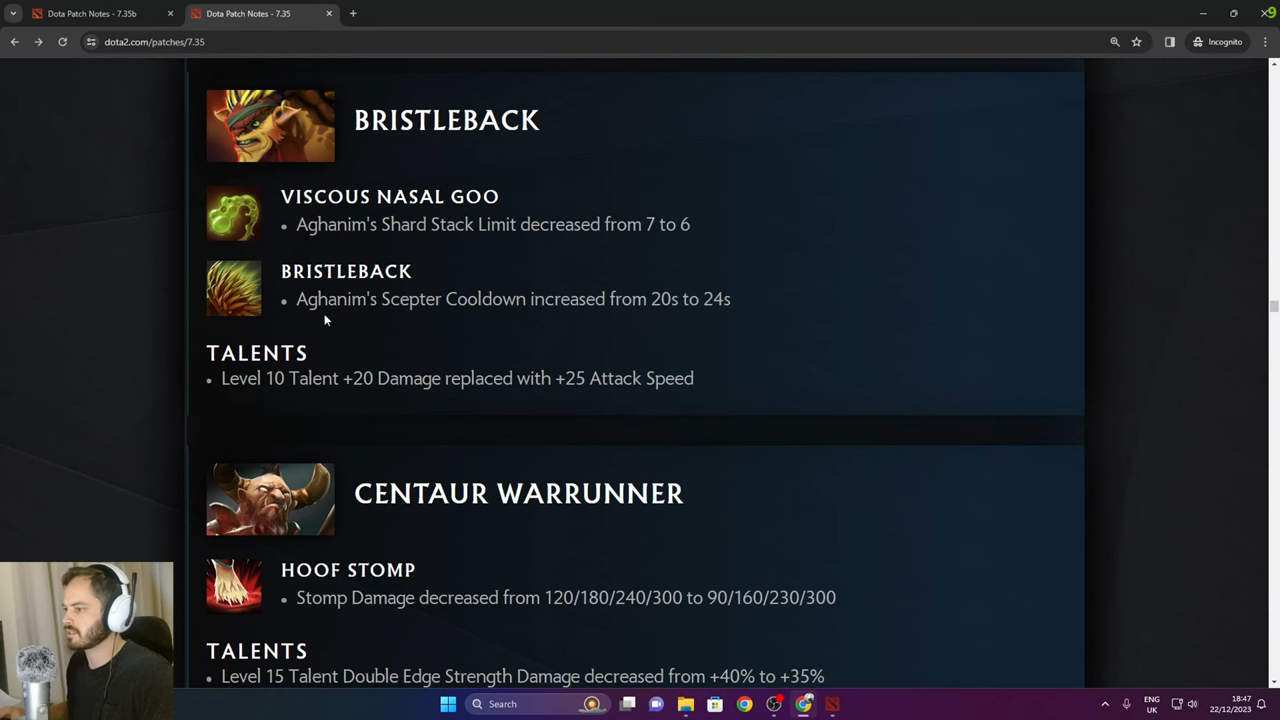 Dota Patch Notes - 7.35b
Dota Patch Notes - 7.35
9
dota2.com/patches/7.35
Incognito
BRISTLEBACK
VISCOUS NASAL GOO
• Aghanim's Shard Stack Limit decreased from 7 to 6
BRISTLEBACK
• Aghanim's Scepter Cooldown increased from 20s to 24s
TALENTS
• Level 10 Talent +20 Damage replaced with +25 Attack Speed
CENTAUR WARRUNNER
HOOF STOMP
• Stomp Damage decreased from 120/180/240/300 to 90/160/230/300
TALENTS
• Level 15 Talent Double Edge Strength Damage decreased from +40% to +35%
Search
ENG
UK
18:47
22/12/2023